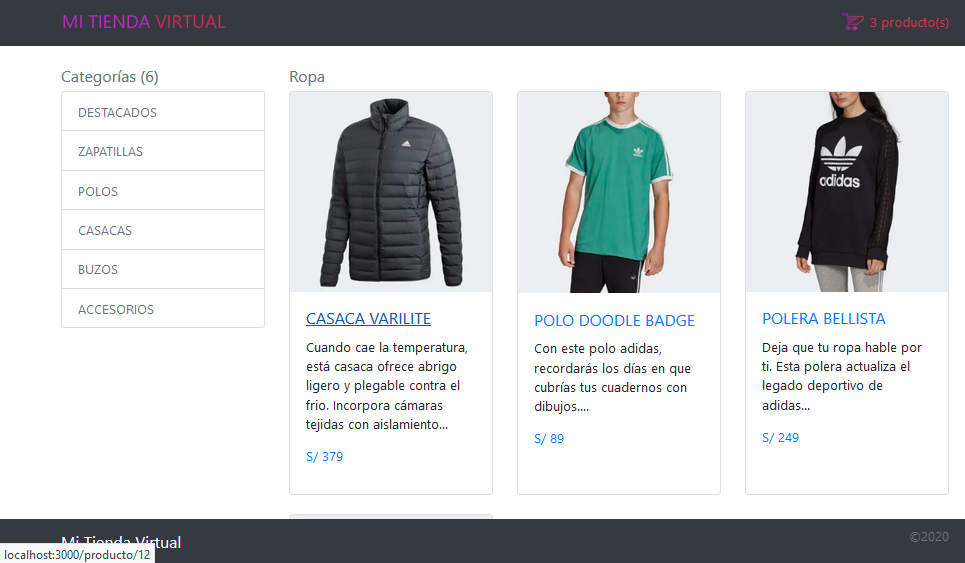 MI TIENDA VIRTUAL
3 producto(s)
Categorías (6)
DESTACADOS
ZAPATILLAS
POLOS
CASACAS
BUZOS
ACCESORIOS
Ropa
CASACA VARILITE
Cuando cae la temperatura,
está casaca ofrece abrigo
ligero y plegable contra el
frio. Incorpora cámaras
tejidas con aislamiento...
S/ 379
POLO DOODLE BADGE
Con este polo adidas,
recordarás los días en que
cubrías tus cuadernos con
dibujos....
S/ 89
adidas
POLERA BELLISTA
Deja que tu ropa hable por
ti. Esta polera actualiza el
legado deportivo de
adidas...
S/ 249
Mi Tienda Virtual
©2020
localhost:3000/producto/12